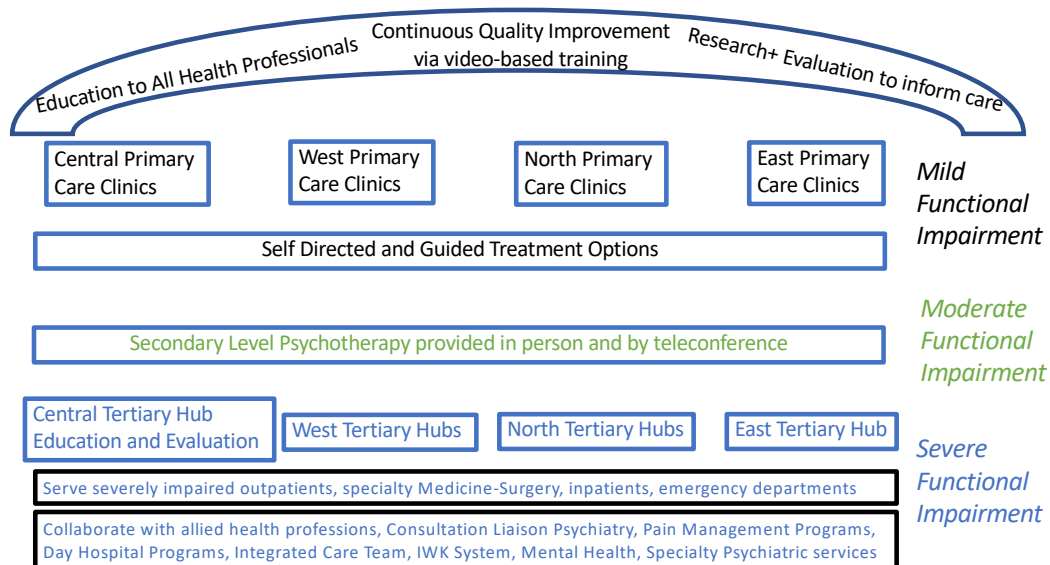 Education to All Health Professionals
Continuous Quality Improvement
via video-based training
Research+ Evaluation to inform care
Central Primary
Care Clinics
West Primary
Care Clinics
North Primary
Care Clinics
East Primary
Care Clinics
Mild
Functional
Impairment
Self Directed and Guided Treatment Options
Secondary Level Psychotherapy provided in person and by teleconference
Moderate
Functional
Impairment
Central Tertiary Hub
Education and Evaluation
West Tertiary Hubs
North Tertiary Hubs
East Tertiary Hub
Severe
Functional
Impairment
Serve severely impaired outpatients, specialty Medicine-Surgery, inpatients, emergency departments
Collaborate with allied health professions, Consultation Liaison Psychiatry, Pain Management Programs,
Day Hospital Programs, Integrated Care Team, IWK System, Mental Health, Specialty Psychiatric services